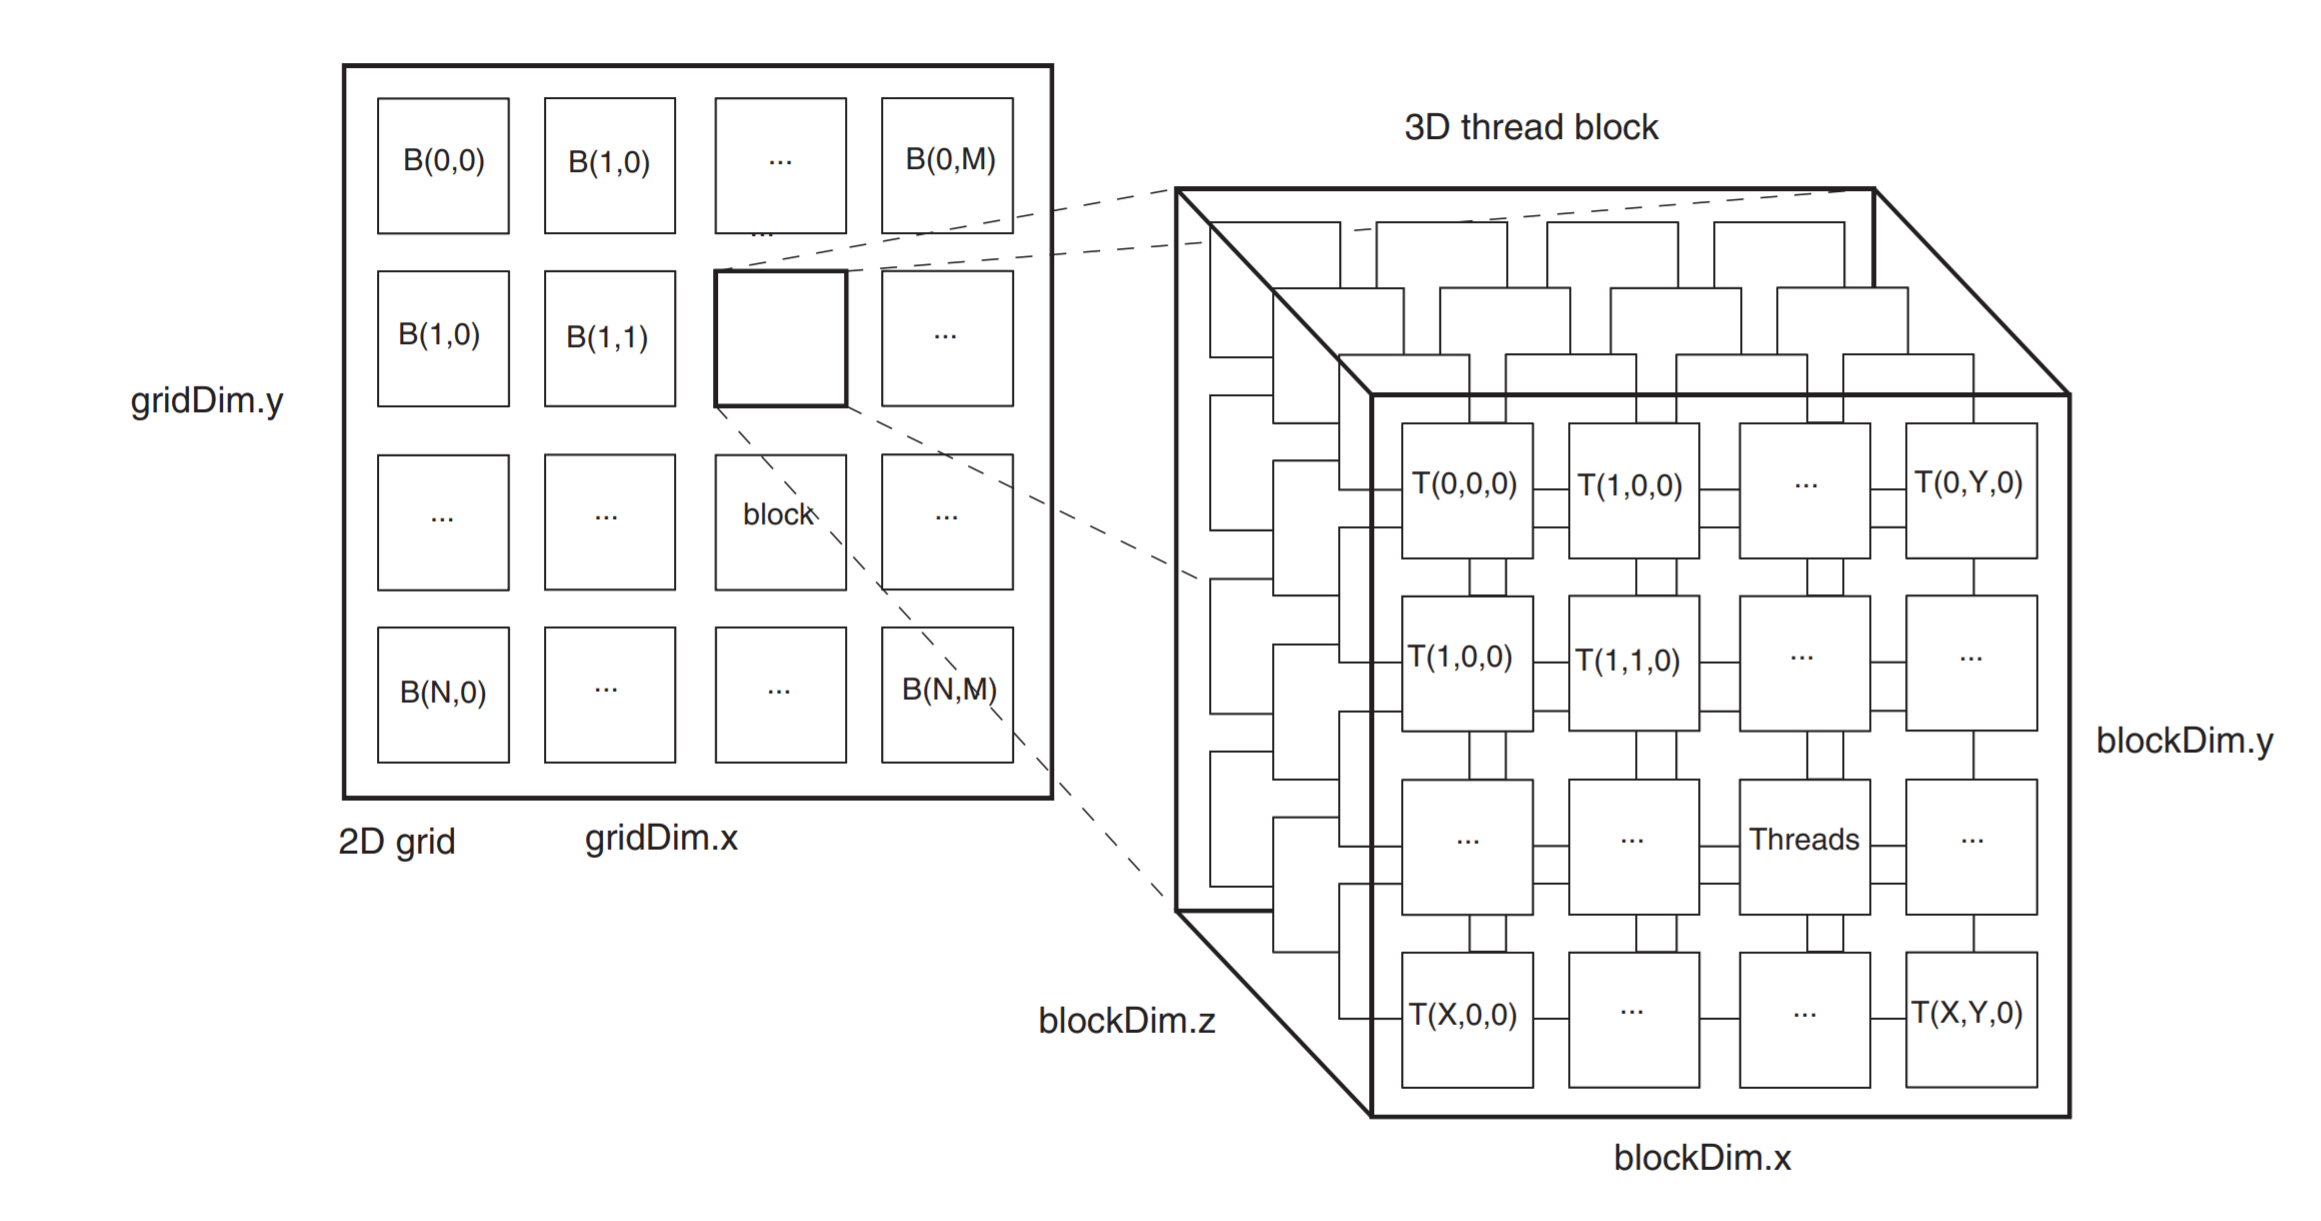 3D thread block
B(0,0) B(1,0) ... B(0,M)
...
B(1,0) B(1,1) ...
gridDim.y
... ... block ...
B(N,0) ... ... B(N,M)
2D grid gridDim.x
T(0,0,0) T(1,0,0) ... T(0,Y,0)
T(1,0,0) T(1,1,0) ... ...
blockDim.y
... ... Threads ...
T(X,0,0) ... ... T(X,Y,0)
blockDim.z
blockDim.x